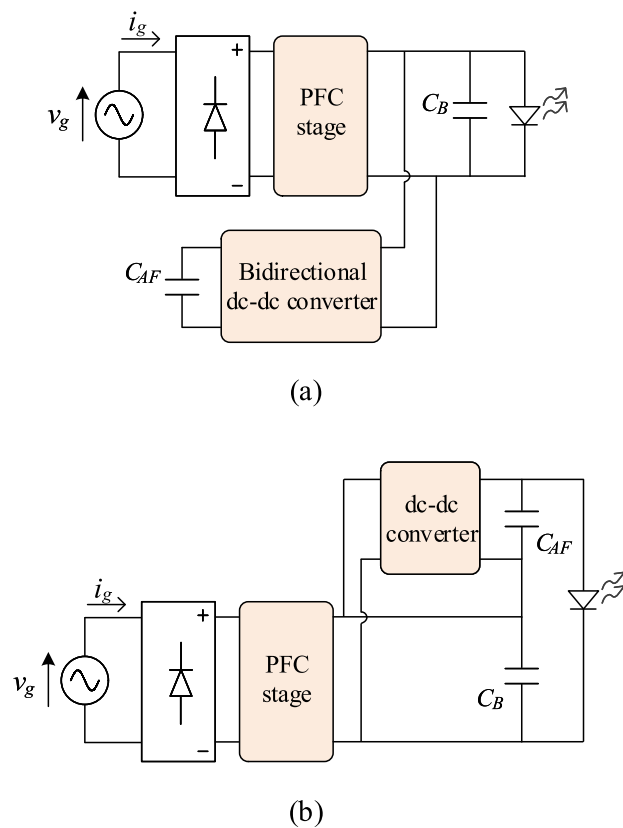 i_g
v_g
+
−
PFC
stage
C_B
C_AF
Bidirectional
dc-dc converter
(a)
dc-dc
converter
C_AF
i_g
v_g
+
−
PFC
stage
C_B
(b)